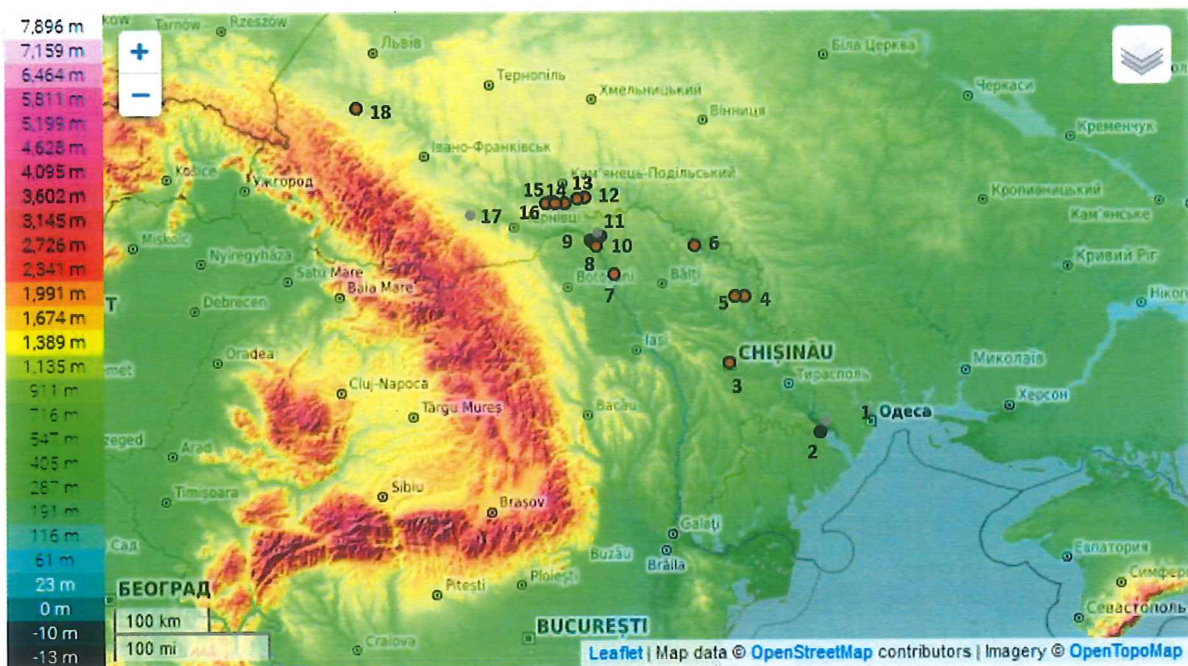 7,896 m
7,159 m
6,464 m
5,811 m
5,199 m
4,628 m
4,095 m
3,602 m
3,145 m
2,726 m
2,341 m
1,991 m
1,674 m
1,389 m
1,135 m
911 m
716 m
547 m
405 m
287 m
191 m
116 m
61 m
23 m
0 m
-10 m
-13 m
+
−
Tarnow
Rzeszów
Львів
Біла Церква
Тернопіль
Хмельницький
Вінниця
Черкаси
18
Кременчук
Івано-Франківськ
Košice
Ужгород
Кам'янець-Подільський
15 14 13 12
16
17
11
Кропивницький
Кам'янське
Miskolc
Nyíregyháza
9
8
10
6
Кривий Ріг
Satu Mare
Baia Mare
7
Bălți
Debrecen
5
4
Iași
CHIȘINĂU
Oradea
3
Тирасполь
Миколаїв
Cluj-Napoca
Târgu Mureș
Bacău
Херсон
1
Одеса
2
Arad
Timișoara
Sibiu
Brașov
Galați
Buzău
Brăila
Сад
Євпаторія
Ploiești
Pitești
БЕОГРАД
Севастополь
100 km
100 mi
Craiova
BUCUREȘTI
Leaflet | Map data © OpenStreetMap contributors | Imagery © OpenTopoMap